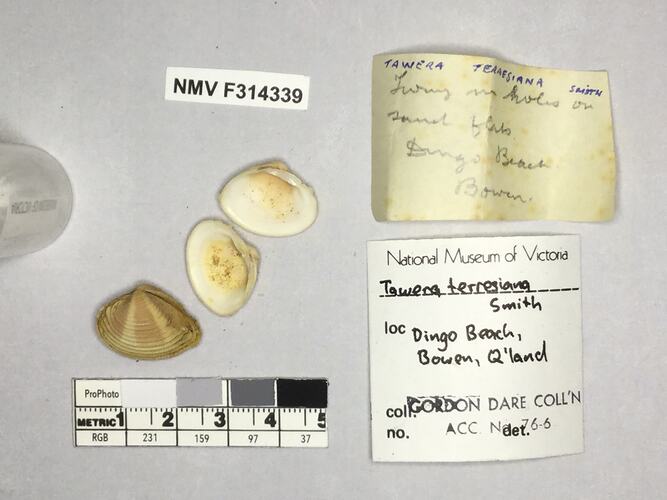 NMV F314339
TAWERA TERRESIANA SMITH
Living in holes on
sand flats
Dingo Beach
Bowen.
National Museum of Victoria
Tawera terresiana
Smith
loc Dingo Beach,
Bowen, Q'land
coll. GORDON DARE COLL'N
no. ACC. No. 76-6 det.
ProPhoto
METRIC 1 2 3 4 5
RGB 231 159 97 37